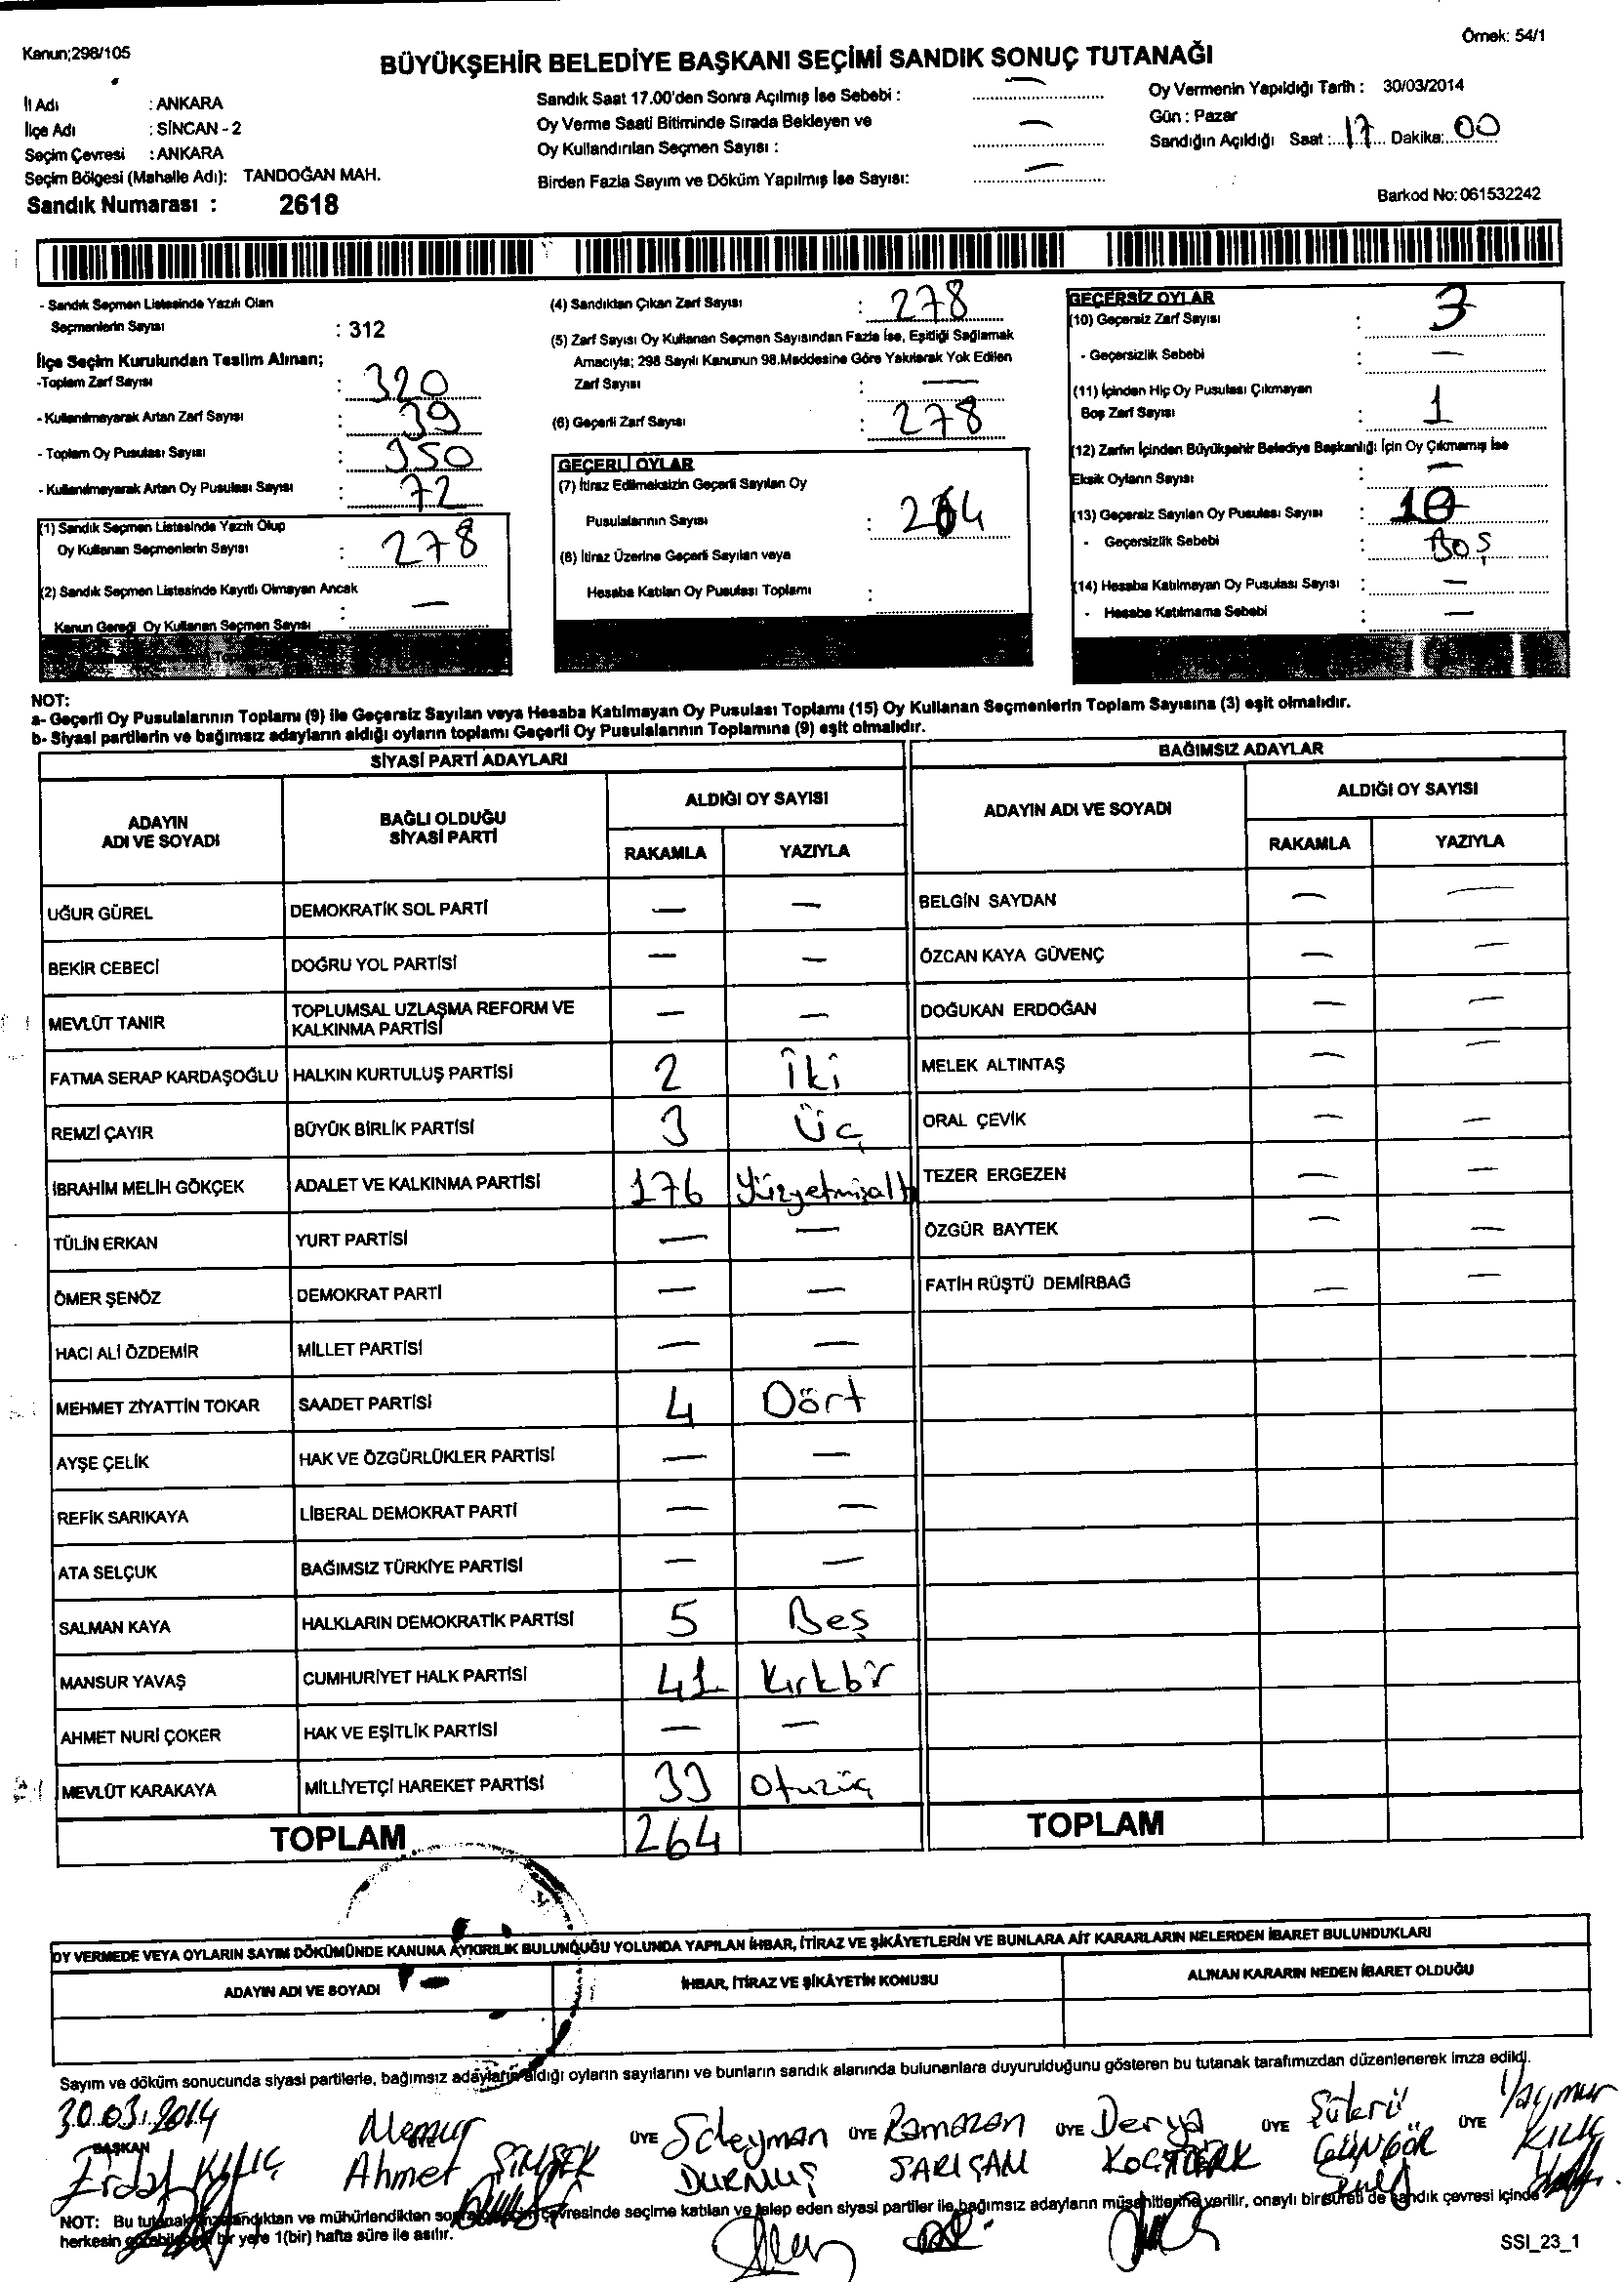 Kanun;298/105
Örnek: 54/1
BÜYÜKŞEHİR BELEDİYE BAŞKANI SEÇİMİ SANDIK SONUÇ TUTANAĞI
İl Adı : ANKARA
İlçe Adı : SİNCAN - 2
Seçim Çevresi : ANKARA
Seçim Bölgesi (Mahalle Adı): TANDOĞAN MAH.
Sandık Numarası : 2618
Sandık Saat 17.00'den Sonra Açılmış İse Sebebi : —
Oy Verme Saati Bitiminde Sırada Bekleyen ve
Oy Kullandırılan Seçmen Sayısı : —
Birden Fazla Sayım ve Döküm Yapılmış İse Sayısı: —
Oy Vermenin Yapıldığı Tarih : 30/03/2014
Gün : Pazar
Sandığın Açıldığı Saat :...17... Dakika:...00
Barkod No: 061532242
- Sandık Seçmen Listesinde Yazılı Olan
Seçmenlerin Sayısı : 312
İlçe Seçim Kurulundan Teslim Alınan;
-Toplam Zarf Sayısı : 320
- Kullanılmayarak Artan Zarf Sayısı : 39
- Toplam Oy Pusulası Sayısı : 350
- Kullanılmayarak Artan Oy Pusulası Sayısı : 72
(1) Sandık Seçmen Listesinde Yazılı Olup
Oy Kullanan Seçmenlerin Sayısı : 278
(2) Sandık Seçmen Listesinde Kayıtlı Olmayan Ancak
Kanun Gereği Oy Kullanan Seçmen Sayısı : —
(4) Sandıktan Çıkan Zarf Sayısı : 278
(5) Zarf Sayısı Oy Kullanan Seçmen Sayısından Fazla İse, Eşitliği Sağlamak
Amacıyla; 298 Sayılı Kanunun 98.Maddesine Göre Yakılarak Yok Edilen
Zarf Sayısı : —
(6) Geçerli Zarf Sayısı : 278
GEÇERLİ OYLAR
(7) İtiraz Edilmeksizin Geçerli Sayılan Oy
Pusulalarının Sayısı : 264
(8) İtiraz Üzerine Geçerli Sayılan veya
Hesaba Katılan Oy Pusulası Toplamı :
GEÇERSİZ OYLAR
(10) Geçersiz Zarf Sayısı : 3
- Geçersizlik Sebebi : —
(11) İçinden Hiç Oy Pusulası Çıkmayan
Boş Zarf Sayısı : 1
(12) Zarfın İçinden Büyükşehir Belediye Başkanlığı İçin Oy Çıkmamış İse
Eksik Oyların Sayısı : —
(13) Geçersiz Sayılan Oy Pusulası Sayısı : 10
- Geçersizlik Sebebi : Boş
(14) Hesaba Katılmayan Oy Pusulası Sayısı : —
- Hesaba Katılmama Sebebi : —
NOT:
a- Geçerli Oy Pusulalarının Toplamı (9) ile Geçersiz Sayılan veya Hesaba Katılmayan Oy Pusulası Toplamı (15) Oy Kullanan Seçmenlerin Toplam Sayısına (3) eşit olmalıdır.
b- Siyasi partilerin ve bağımsız adayların aldığı oyların toplamı Geçerli Oy Pusulalarının Toplamına (9) eşit olmalıdır.
SİYASİ PARTİ ADAYLARI
ADAYIN ADI VE SOYADI BAĞLI OLDUĞU SİYASİ PARTİ ALDIĞI OY SAYISI
RAKAMLA YAZIYLA
UĞUR GÜREL DEMOKRATİK SOL PARTİ — —
BEKİR CEBECİ DOĞRU YOL PARTİSİ — —
MEVLÜT TANIR TOPLUMSAL UZLAŞMA REFORM VE KALKINMA PARTİSİ — —
FATMA SERAP KARDAŞOĞLU HALKIN KURTULUŞ PARTİSİ 2 İki
REMZİ ÇAYIR BÜYÜK BİRLİK PARTİSİ 3 Üç
İBRAHİM MELİH GÖKÇEK ADALET VE KALKINMA PARTİSİ 176 Yüzyetmişaltı
TÜLİN ERKAN YURT PARTİSİ — —
ÖMER ŞENÖZ DEMOKRAT PARTİ — —
HACI ALİ ÖZDEMİR MİLLET PARTİSİ — —
MEHMET ZİYATTİN TOKAR SAADET PARTİSİ 4 Dört
AYŞE ÇELİK HAK VE ÖZGÜRLÜKLER PARTİSİ — —
REFİK SARIKAYA LİBERAL DEMOKRAT PARTİ — —
ATA SELÇUK BAĞIMSIZ TÜRKİYE PARTİSİ — —
SALMAN KAYA HALKLARIN DEMOKRATİK PARTİSİ 5 Beş
MANSUR YAVAŞ CUMHURİYET HALK PARTİSİ 41 Kırkbir
AHMET NURİ ÇOKER HAK VE EŞİTLİK PARTİSİ — —
MEVLÜT KARAKAYA MİLLİYETÇİ HAREKET PARTİSİ 33 Otuzüç
TOPLAM 264
BAĞIMSIZ ADAYLAR
ADAYIN ADI VE SOYADI ALDIĞI OY SAYISI
RAKAMLA YAZIYLA
BELGİN SAYDAN — —
ÖZCAN KAYA GÜVENÇ — —
DOĞUKAN ERDOĞAN — —
MELEK ALTINTAŞ — —
ORAL ÇEVİK — —
TEZER ERGEZEN — —
ÖZGÜR BAYTEK — —
FATİH RÜŞTÜ DEMİRBAĞ — —
TOPLAM
OY VERMEDE VEYA OYLARIN SAYIM DÖKÜMÜNDE KANUNA AYKIRILIK BULUNDUĞU YOLUNDA YAPILAN İHBAR, İTİRAZ VE ŞİKÂYETLERİN VE BUNLARA AİT KARARLARIN NELERDEN İBARET BULUNDUKLARI
ADAYIN ADI VE SOYADI İHBAR, İTİRAZ VE ŞİKÂYETİN KONUSU ALINAN KARARIN NEDEN İBARET OLDUĞU
Sayım ve döküm sonucunda siyasi partilerle, bağımsız adayların aldığı oyların sayılarını ve bunların sandık alanında bulunanlara duyurulduğunu gösteren bu tutanak tarafımızdan düzenlenerek imza edildi.
30.03.2014
BAŞKAN Memur ÜYE Süleyman ÜYE Ramazan ÜYE Derya ÜYE Şükrü ÜYE Yağmur
Erdal KILIÇ Ahmet ŞİMŞEK DURMUŞ SARIÇAM KOÇTÜRK GÜNGÖR KILIÇ
NOT: Bu tutanak imzalandıktan ve mühürlendikten sonra çevresinde seçime katılan ve talep eden siyasi partiler ile bağımsız adayların müşahitlerine verilir, onaylı bir sureti de sandık çevresi içinde
herkesin görebileceği bir yere 1(bir) hafta süre ile asılır.
SSI_23_1